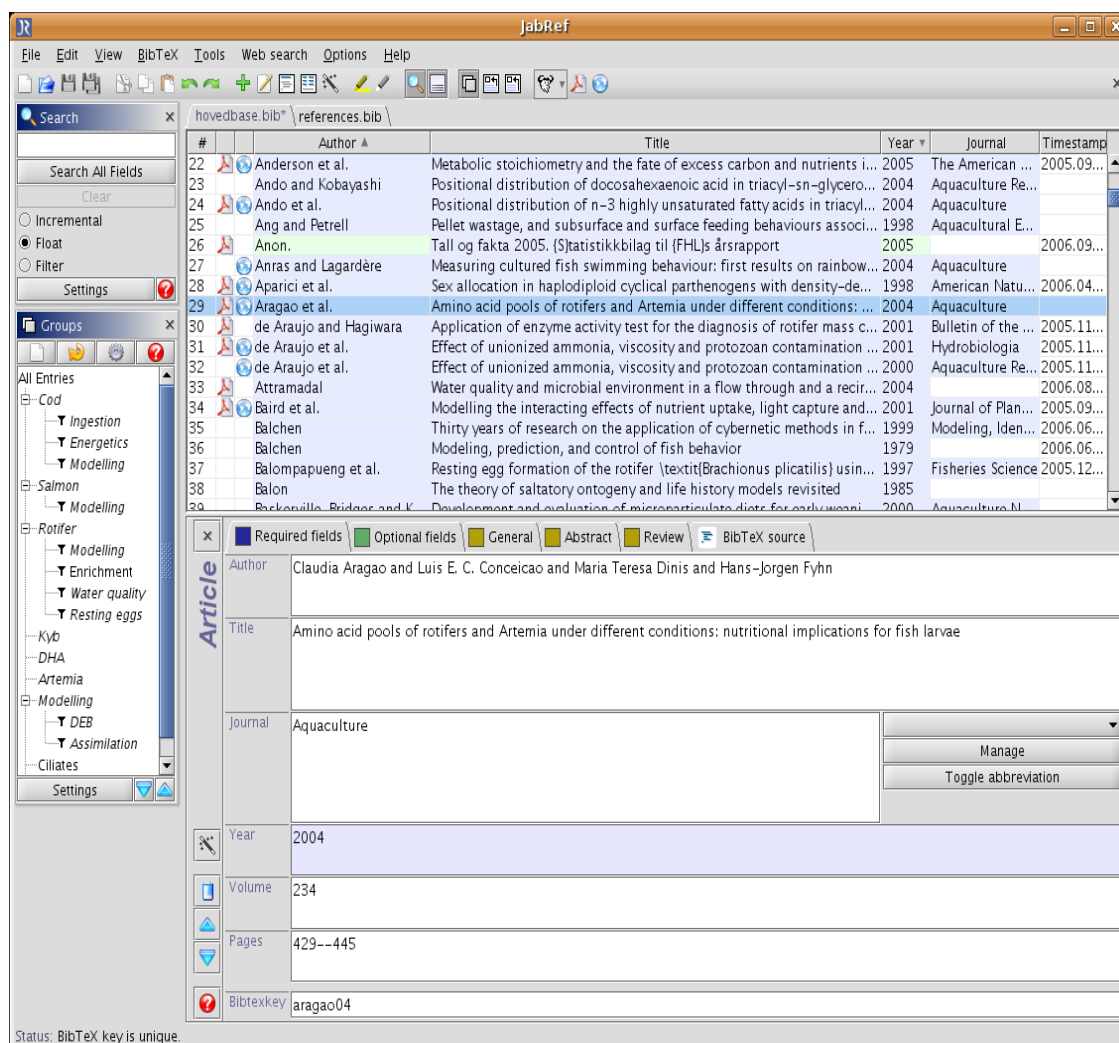 JabRef
File Edit View BibTeX Tools Web search Options Help
Search
Search All Fields
Clear
Incremental
Float
Filter
Settings
Groups
All Entries
Cod
Ingestion
Energetics
Modelling
Salmon
Modelling
Rotifer
Modelling
Enrichment
Water quality
Resting eggs
Kyb
DHA
Artemia
Modelling
DEB
Assimilation
Ciliates
Settings
hovedbase.bib* references.bib
# Author Title Year Journal Timestamp
22 Anderson et al. Metabolic stoichiometry and the fate of excess carbon and nutrients i... 2005 The American ... 2005.09...
23 Ando and Kobayashi Positional distribution of docosahexaenoic acid in triacyl-sn-glycero... 2004 Aquaculture Re...
24 Ando et al. Positional distribution of n-3 highly unsaturated fatty acids in triacyl... 2004 Aquaculture
25 Ang and Petrell Pellet wastage, and subsurface and surface feeding behaviours associ... 1998 Aquacultural E...
26 Anon. Tall og fakta 2005. {S}tatistikkbilag til {FHL}s årsrapport 2005 2006.09...
27 Anras and Lagardère Measuring cultured fish swimming behaviour: first results on rainbow... 2004 Aquaculture
28 Aparici et al. Sex allocation in haplodiploid cyclical parthenogens with density-de... 1998 American Natu... 2006.04...
29 Aragao et al. Amino acid pools of rotifers and Artemia under different conditions: ... 2004 Aquaculture
30 de Araujo and Hagiwara Application of enzyme activity test for the diagnosis of rotifer mass c... 2001 Bulletin of the ... 2005.11...
31 de Araujo et al. Effect of unionized ammonia, viscosity and protozoan contamination ... 2001 Hydrobiologia 2005.11...
32 de Araujo et al. Effect of unionized ammonia, viscosity and protozoan contamination ... 2000 Aquaculture Re... 2005.11...
33 Attramadal Water quality and microbial environment in a flow through and a recir... 2004 2006.08...
34 Baird et al. Modelling the interacting effects of nutrient uptake, light capture and... 2001 Journal of Plan... 2005.09...
35 Balchen Thirty years of research on the application of cybernetic methods in f... 1999 Modeling, Iden... 2006.06...
36 Balchen Modeling, prediction, and control of fish behavior 1979 2006.06...
37 Balompapueng et al. Resting egg formation of the rotifer \textit{Brachionus plicatilis} usin... 1997 Fisheries Science 2005.12...
38 Balon The theory of saltatory ontogeny and life history models revisited 1985
39 Baskerville-Bridges and K... Development and evaluation of microparticulate diets for early weani... 2000 Aquaculture N...
Required fields Optional fields General Abstract Review BibTeX source
Article
Author Claudia Aragao and Luis E. C. Conceicao and Maria Teresa Dinis and Hans-Jorgen Fyhn
Title Amino acid pools of rotifers and Artemia under different conditions: nutritional implications for fish larvae
Journal Aquaculture
Manage
Toggle abbreviation
Year 2004
Volume 234
Pages 429--445
Bibtexkey aragao04
Status: BibTeX key is unique.